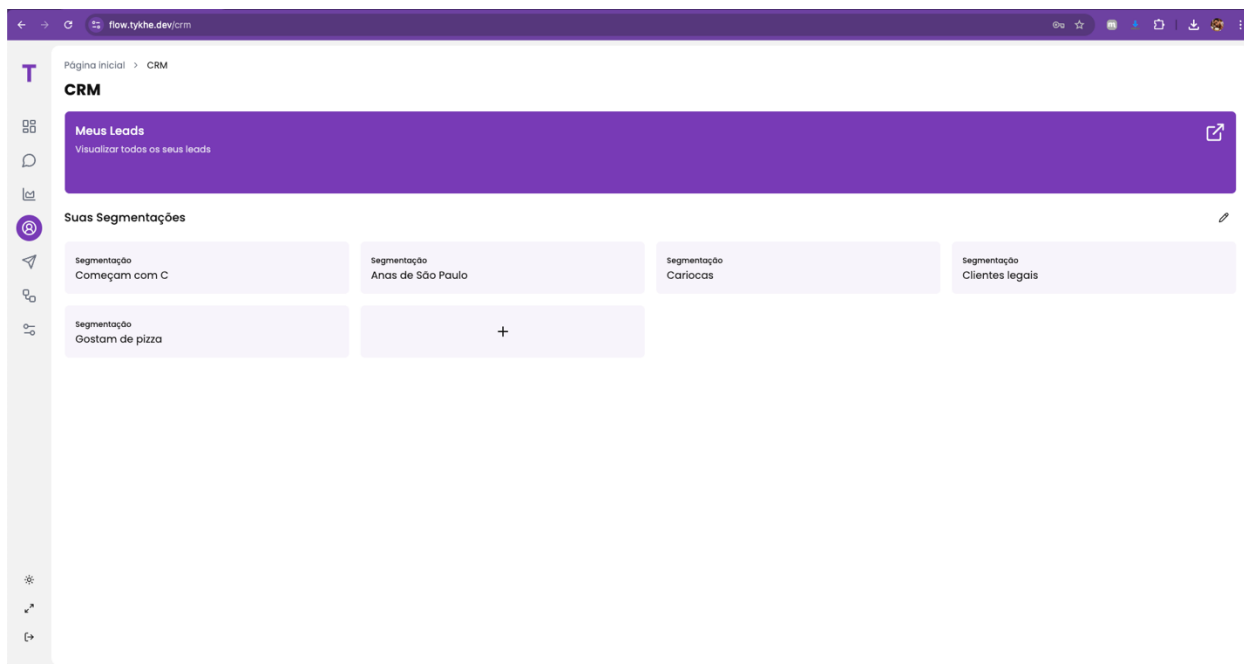 flow.tykhe.dev/crm
T
Página inicial > CRM
CRM
Meus Leads
Visualizar todos os seus leads
Suas Segmentações
Segmentação
Começam com C
Segmentação
Anas de São Paulo
Segmentação
Cariocas
Segmentação
Clientes legais
Segmentação
Gostam de pizza
+